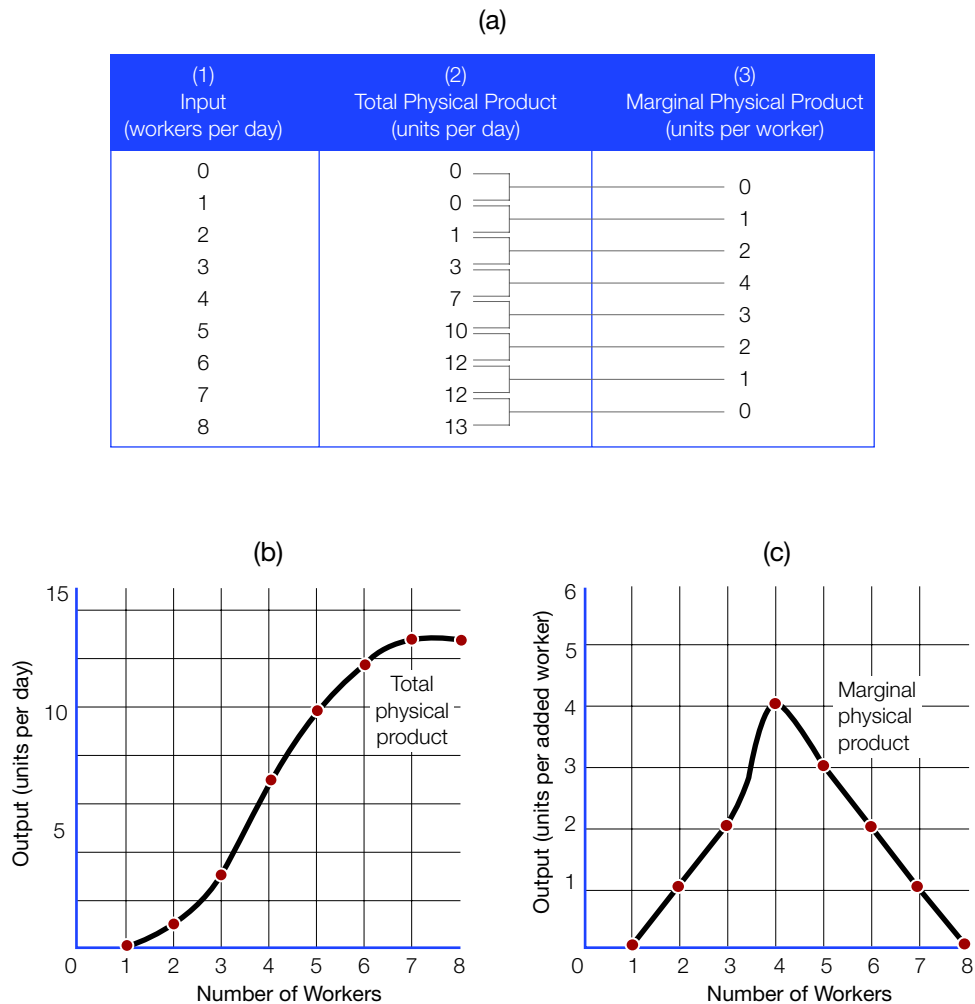 (a)
(1) (2) (3)
Input Total Physical Product Marginal Physical Product
(workers per day) (units per day) (units per worker)
0 0
0
1 0
1
2 1
2
3 3
4
4 7
3
5 10
2
6 12
1
7 12
0
8 13
(b)
15
10
5
0 1 2 3 4 5 6 7 8
Output (units per day)
Total
physical
product
Number of Workers
(c)
6
5
4
3
2
1
0 1 2 3 4 5 6 7 8
Output (units per added worker)
Marginal
physical
product
Number of Workers